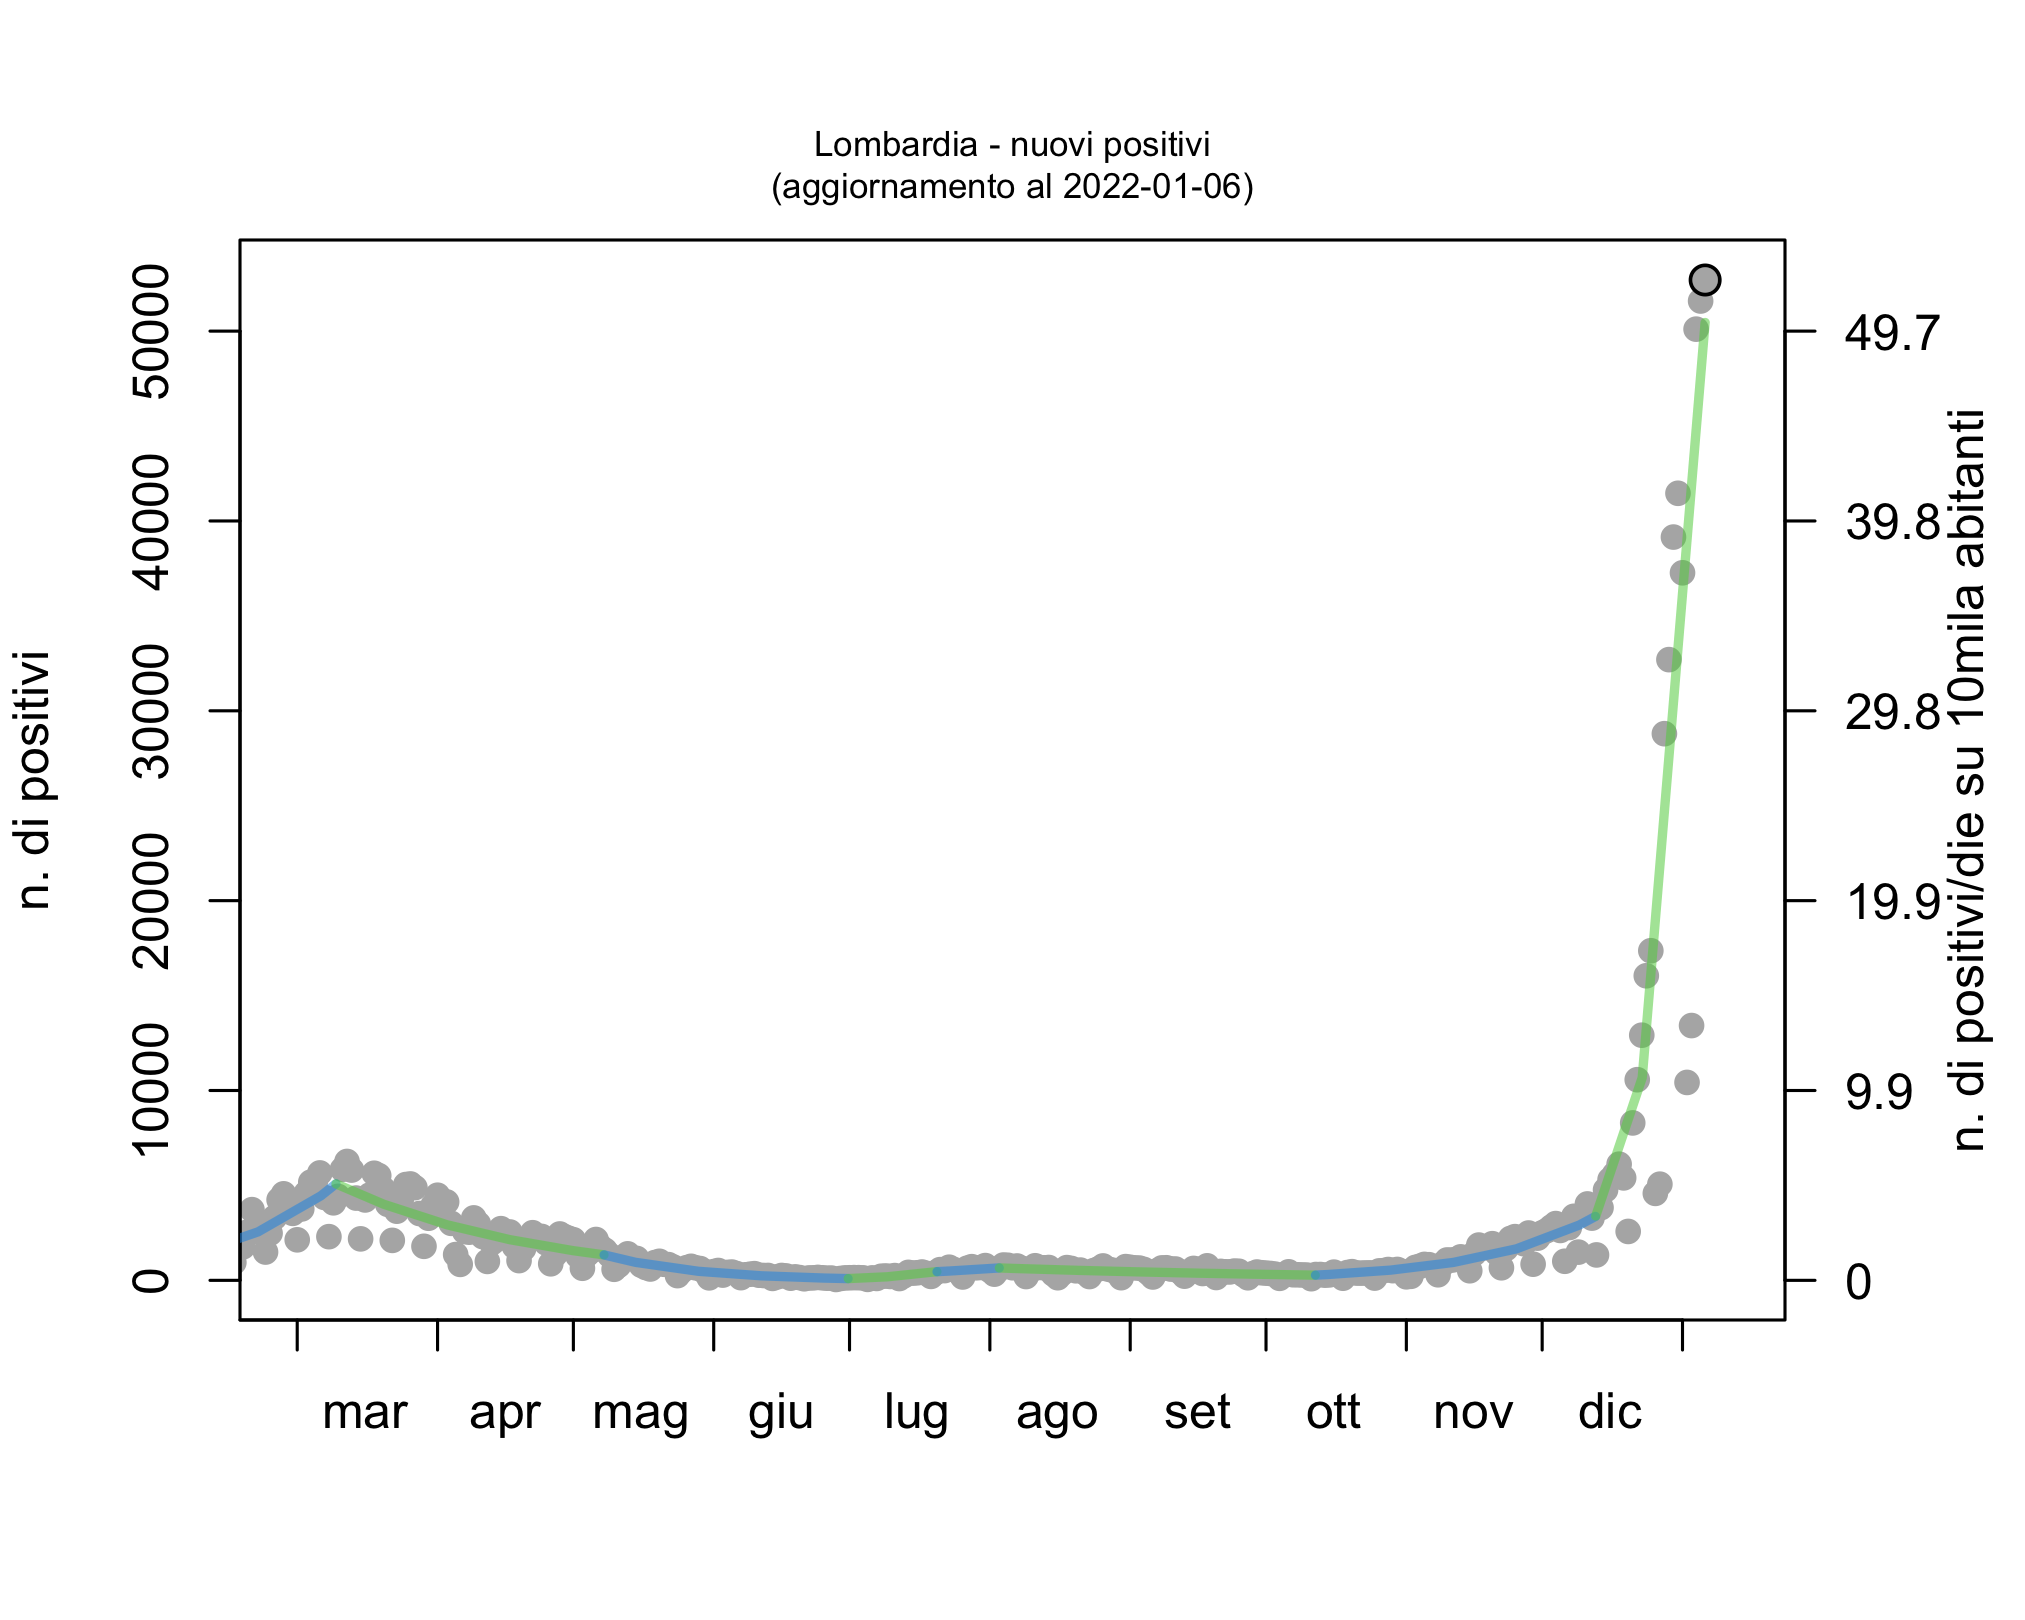 Lombardia - nuovi positivi
(aggiornamento al 2022-01-06)
n. di positivi
50000
40000
30000
20000
10000
0
49.7
39.8
29.8
19.9
9.9
0
n. di positivi/die su 10mila abitanti
mar apr mag giu lug ago set ott nov dic